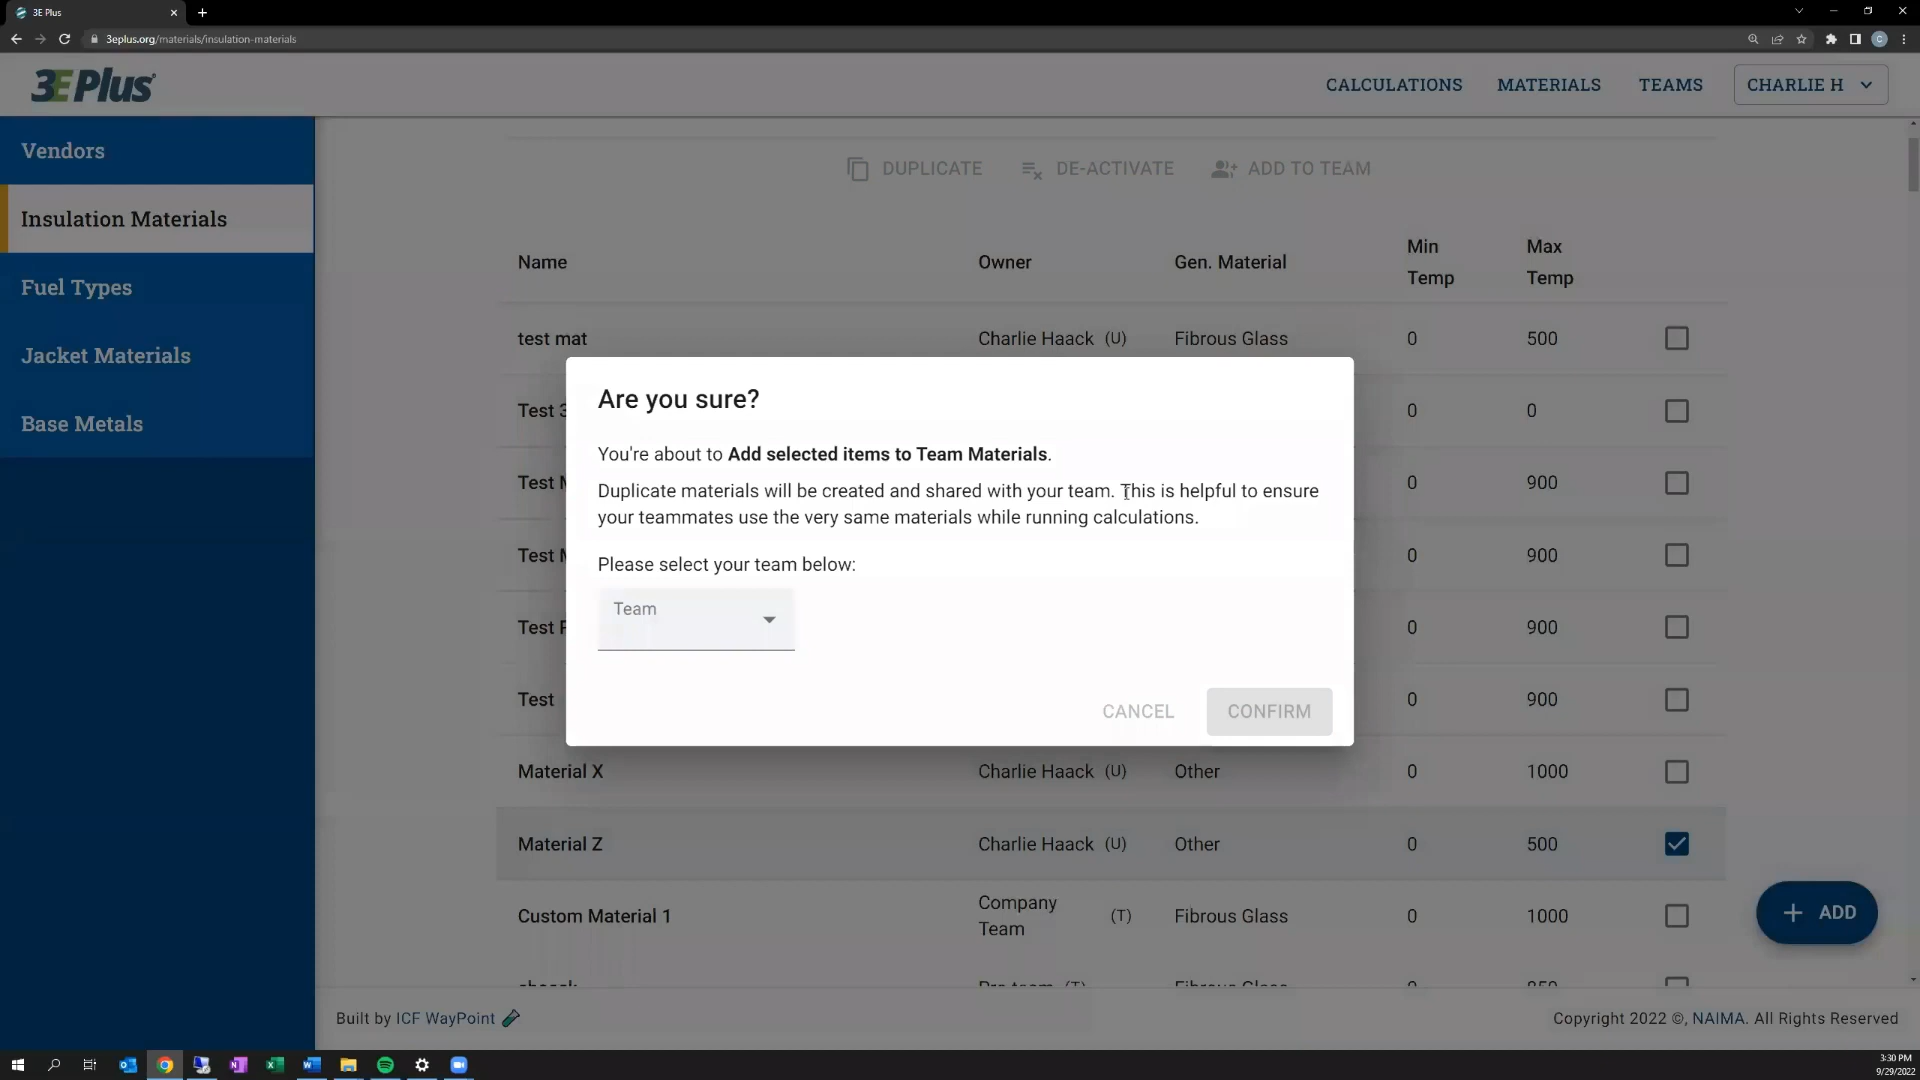 3E Plus
3eplus.org/materials/insulation-materials
3E Plus
CALCULATIONS
MATERIALS
TEAMS
CHARLIE H
Vendors
Insulation Materials
Fuel Types
Jacket Materials
Base Metals
DUPLICATE
DE-ACTIVATE
ADD TO TEAM
Name Owner Gen. Material Min Temp Max Temp
test mat Charlie Haack (U) Fibrous Glass 0 500
Test 0 0
Test 0 900
Test 0 900
Test 0 900
Test 0 900
Are you sure?
You're about to Add selected items to Team Materials.
Duplicate materials will be created and shared with your team. This is helpful to ensure
your teammates use the very same materials while running calculations.
Please select your team below:
Team
CANCEL
CONFIRM
Material X Charlie Haack (U) Other 0 1000
Material Z Charlie Haack (U) Other 0 500
Custom Material 1 Company Team (T) Fibrous Glass 0 1000
ADD
Built by ICF WayPoint
Copyright 2022 ©, NAIMA. All Rights Reserved
3:30 PM
9/29/2022